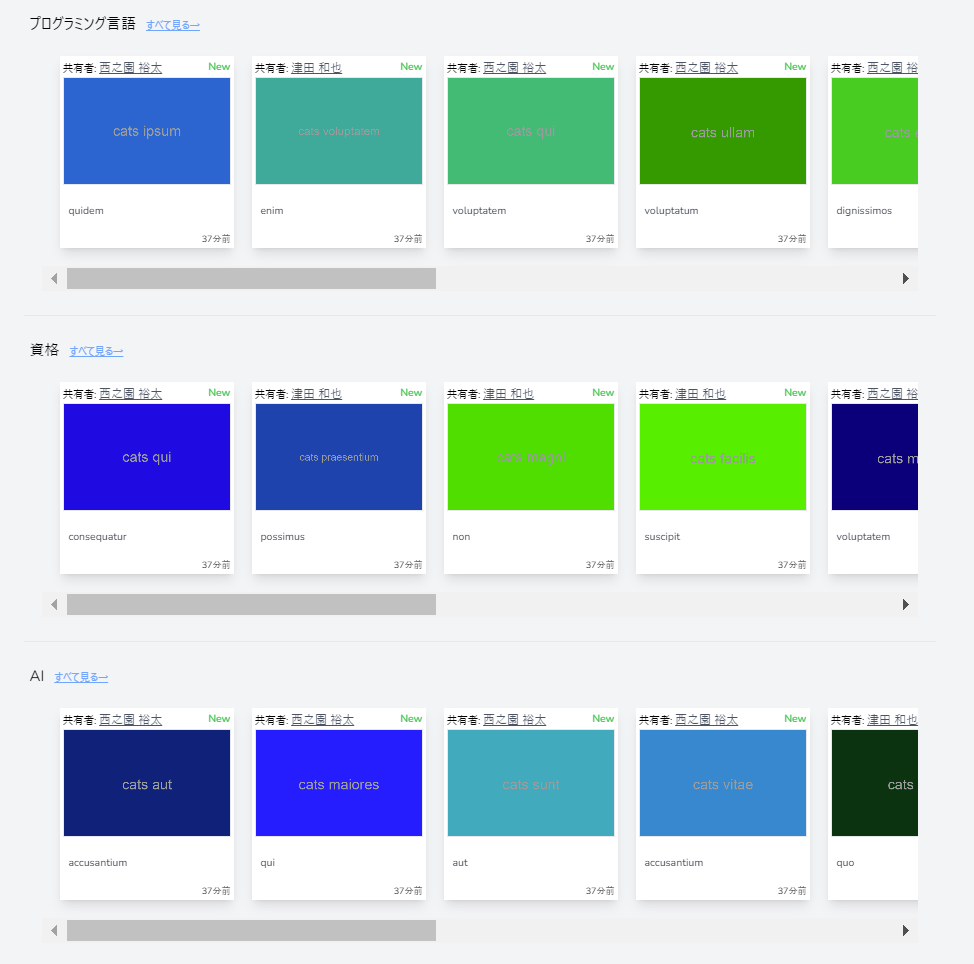 プログラミング言語 すべて見る→
共有者: 西之園 裕太 New
cats ipsum
quidem
37分前
共有者: 津田 和也 New
cats voluptatem
enim
37分前
共有者: 西之園 裕太 New
cats qui
voluptatem
37分前
共有者: 西之園 裕太 New
cats ullam
voluptatum
37分前
共有者: 西之園 裕
cats
dignissimos
資格 すべて見る→
共有者: 西之園 裕太 New
cats qui
consequatur
37分前
共有者: 津田 和也 New
cats praesentium
possimus
37分前
共有者: 津田 和也 New
cats magni
non
37分前
共有者: 津田 和也 New
cats facilis
suscipit
37分前
共有者: 西之園 裕
cats m
voluptatem
AI すべて見る→
共有者: 西之園 裕太 New
cats aut
accusantium
37分前
共有者: 西之園 裕太 New
cats maiores
qui
37分前
共有者: 西之園 裕太 New
cats sunt
aut
37分前
共有者: 西之園 裕太 New
cats vitae
accusantium
37分前
共有者: 津田 和也
cats
quo